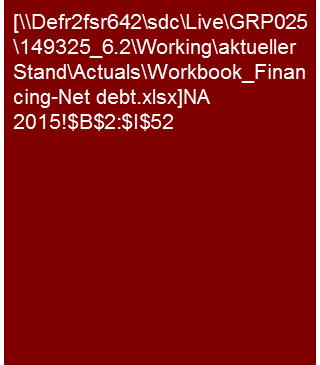 [\\Defr2fsr642\sdc\Live\GRP025
\149325_6.2\Working\aktueller
Stand\Actuals\Workbook_Finan
cing-Net debt.xlsx]NA
2015!$B$2:$I$52